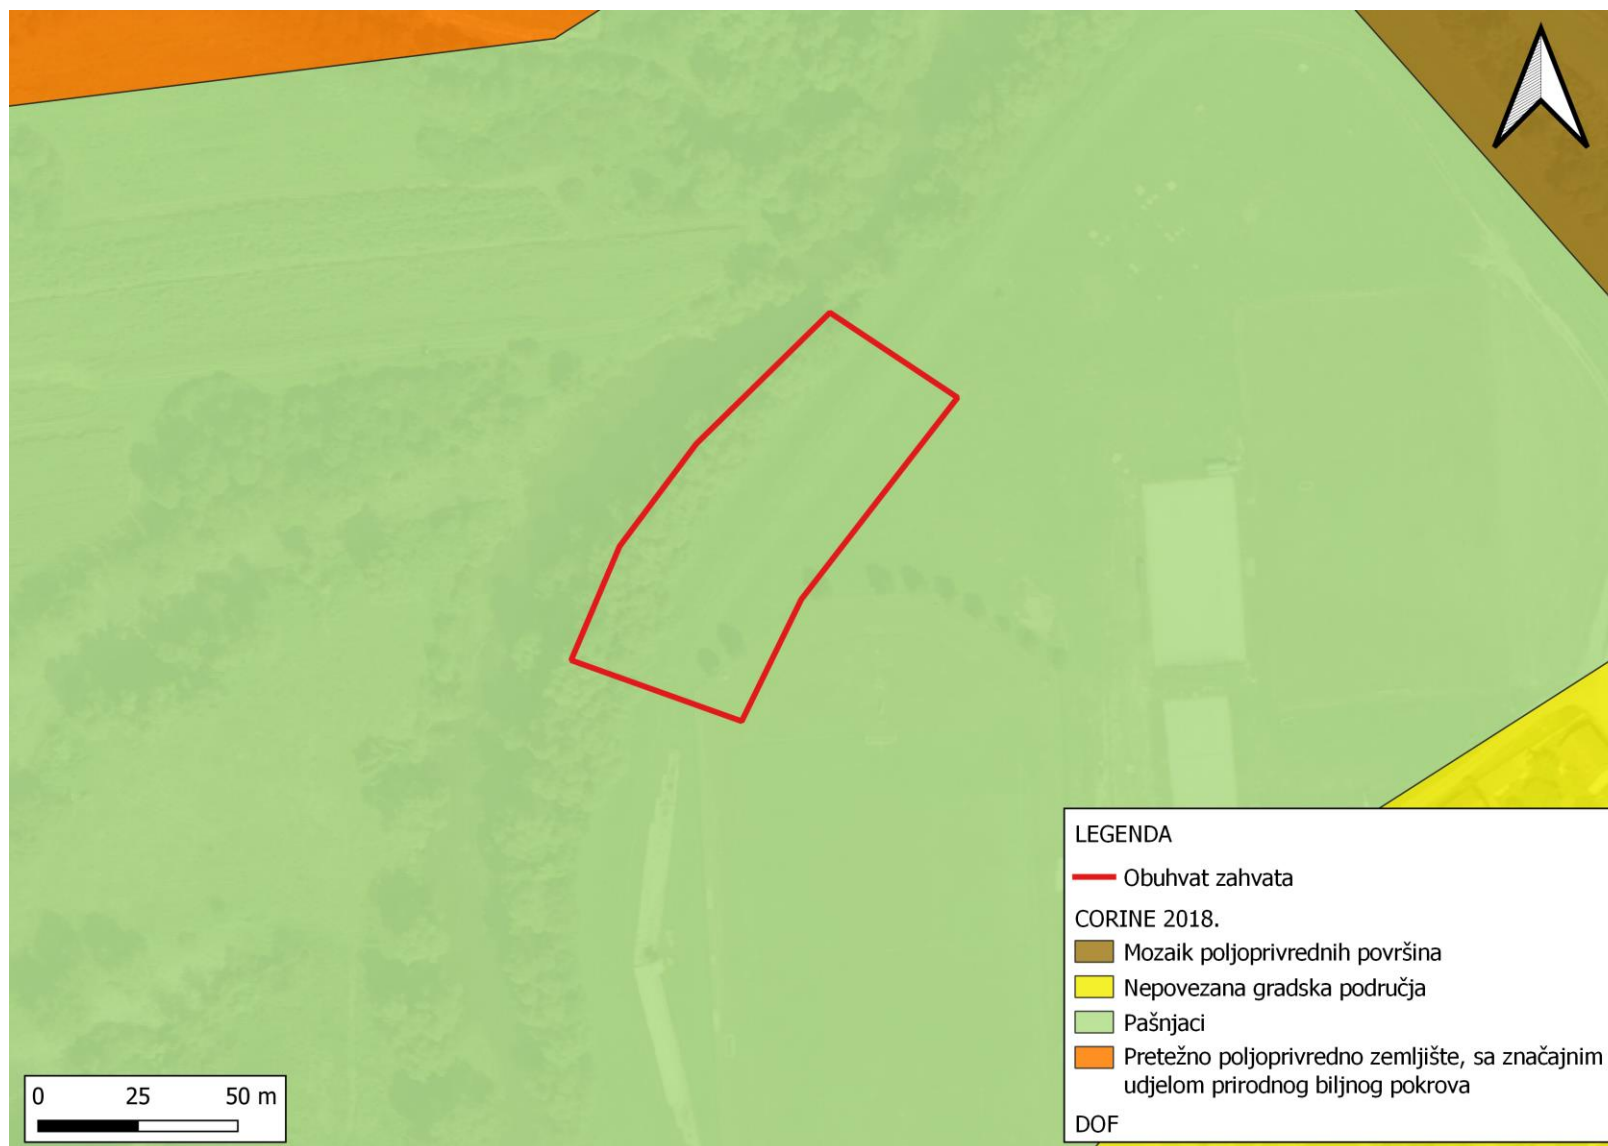 LEGENDA
Obuhvat zahvata
CORINE 2018.
Mozaik poljoprivrednih površina
Nepovezana gradska područja
Pašnjaci
Pretežno poljoprivredno zemljište, sa značajnim
udjelom prirodnog biljnog pokrova
DOF
0 25 50 m